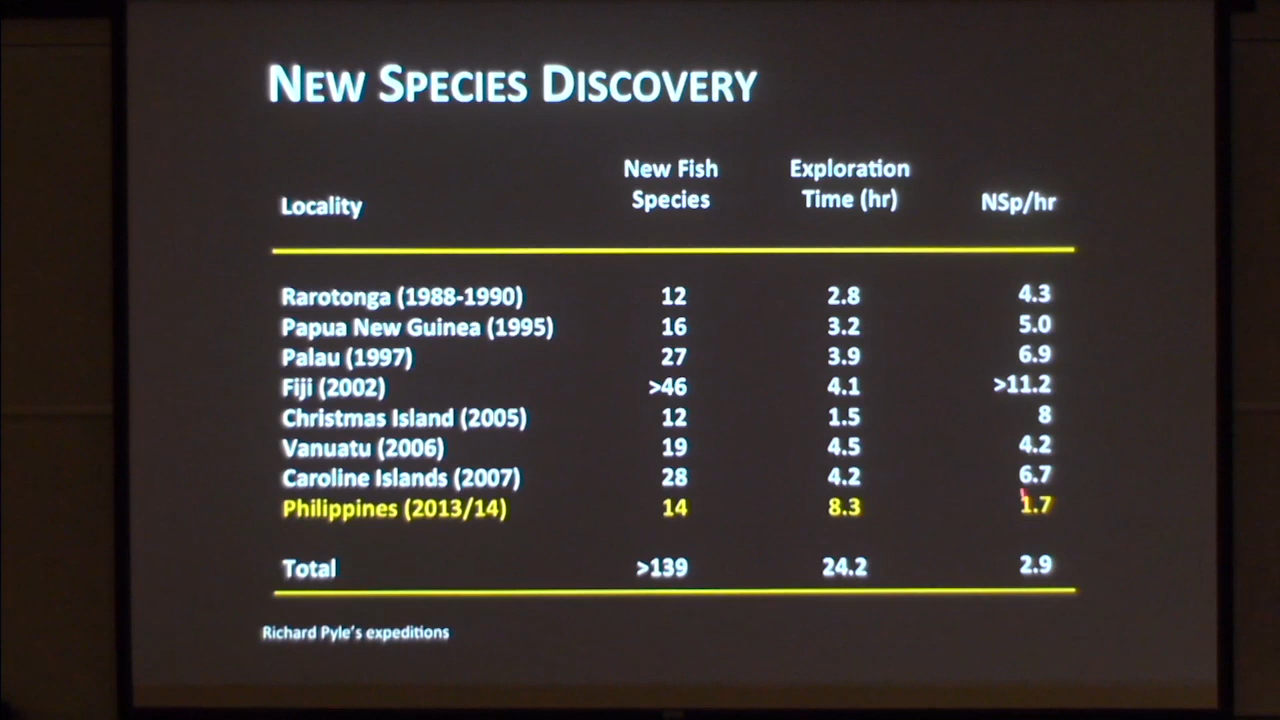 NEW SPECIES DISCOVERY
Locality New Fish Species Exploration Time (hr) NSp/hr
Rarotonga (1988-1990) 12 2.8 4.3
Papua New Guinea (1995) 16 3.2 5.0
Palau (1997) 27 3.9 6.9
Fiji (2002) >46 4.1 >11.2
Christmas Island (2005) 12 1.5 8
Vanuatu (2006) 19 4.5 4.2
Caroline Islands (2007) 28 4.2 6.7
Philippines (2013/14) 14 8.3 1.7
Total >139 24.2 2.9
Richard Pyle's expeditions